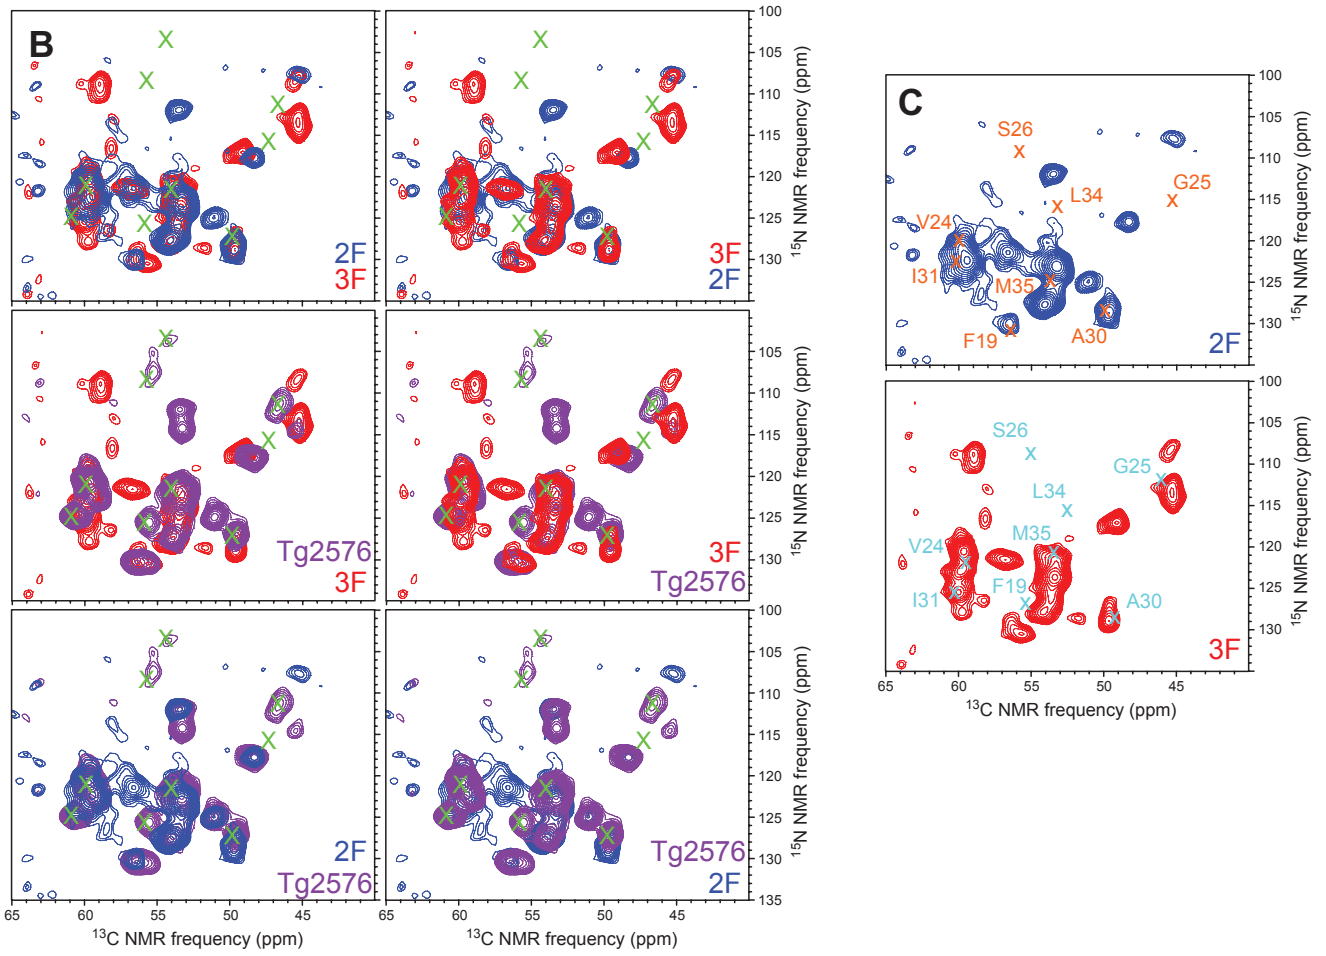 B
100
105
110
115
120
125
130
¹⁵N NMR frequency (ppm)
2F
3F
3F
2F
105
110
115
120
125
130
¹⁵N NMR frequency (ppm)
Tg2576
3F
3F
Tg2576
105
110
115
120
125
130
135
¹⁵N NMR frequency (ppm)
2F
Tg2576
Tg2576
2F
65 60 55 50 45
65 60 55 50 45
¹³C NMR frequency (ppm)
¹³C NMR frequency (ppm)
C
100
105
110
115
120
125
130
¹⁵N NMR frequency (ppm)
S26
G25
L34
V24
I31
M35
F19
A30
2F
100
105
110
115
120
125
130
¹⁵N NMR frequency (ppm)
S26
G25
L34
M35
V24
F19
I31
A30
3F
65 60 55 50 45
¹³C NMR frequency (ppm)